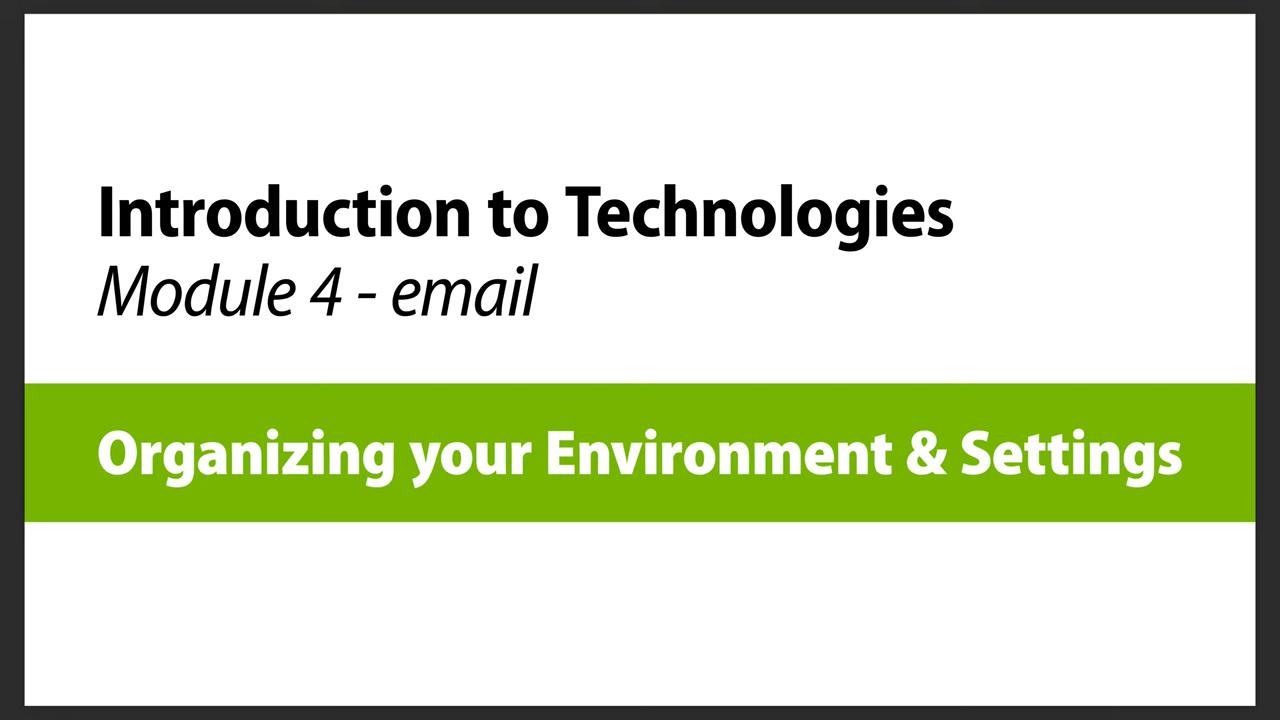 Introduction to Technologies
Module 4 - email
Organizing your Environment & Settings